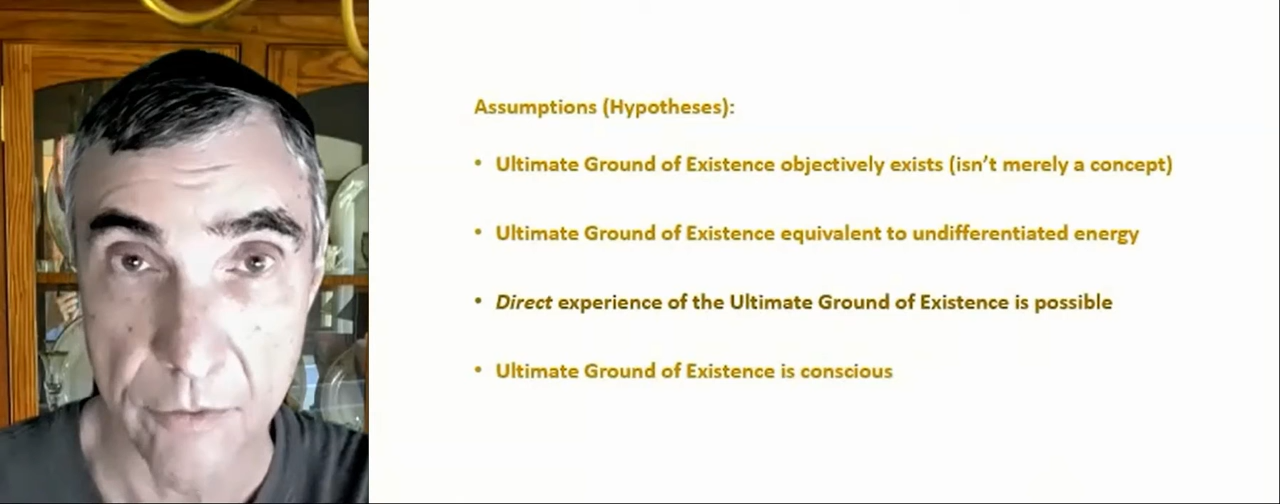 Assumptions (Hypotheses):
• Ultimate Ground of Existence objectively exists (isn’t merely a concept)
• Ultimate Ground of Existence equivalent to undifferentiated energy
• Direct experience of the Ultimate Ground of Existence is possible
• Ultimate Ground of Existence is conscious